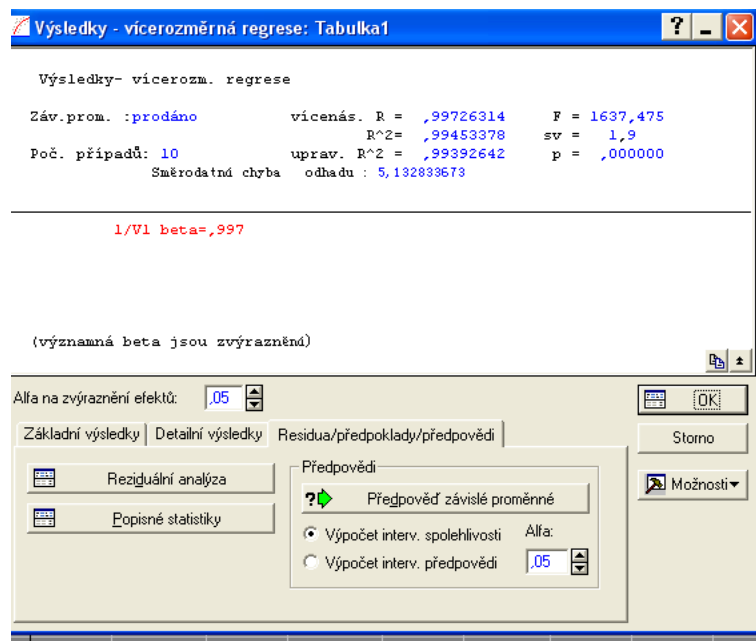 Výsledky - vícerozměrná regrese: Tabulka1
Výsledky- vícerozm. regrese
Záv.prom. :prodáno vícenás. R = ,99726314 F = 1637,475
R^2= ,99453378 sv = 1,9
Poč. případů: 10 uprav. R^2 = ,99392642 p = ,000000
Směrodatná chyba odhadu : 5,132833673
1/V1 beta=,997
(významná beta jsou zvýrazněná)
Alfa na zvýraznění efektů: ,05
OK
Základní výsledky Detailní výsledky Residua/předpoklady/předpovědi
Storno
Reziduální analýza
Popisné statistiky
Předpovědi
Předpověď závislé proměnné
Výpočet interv. spolehlivosti
Výpočet interv. předpovědi
Alfa:
,05
Možnosti